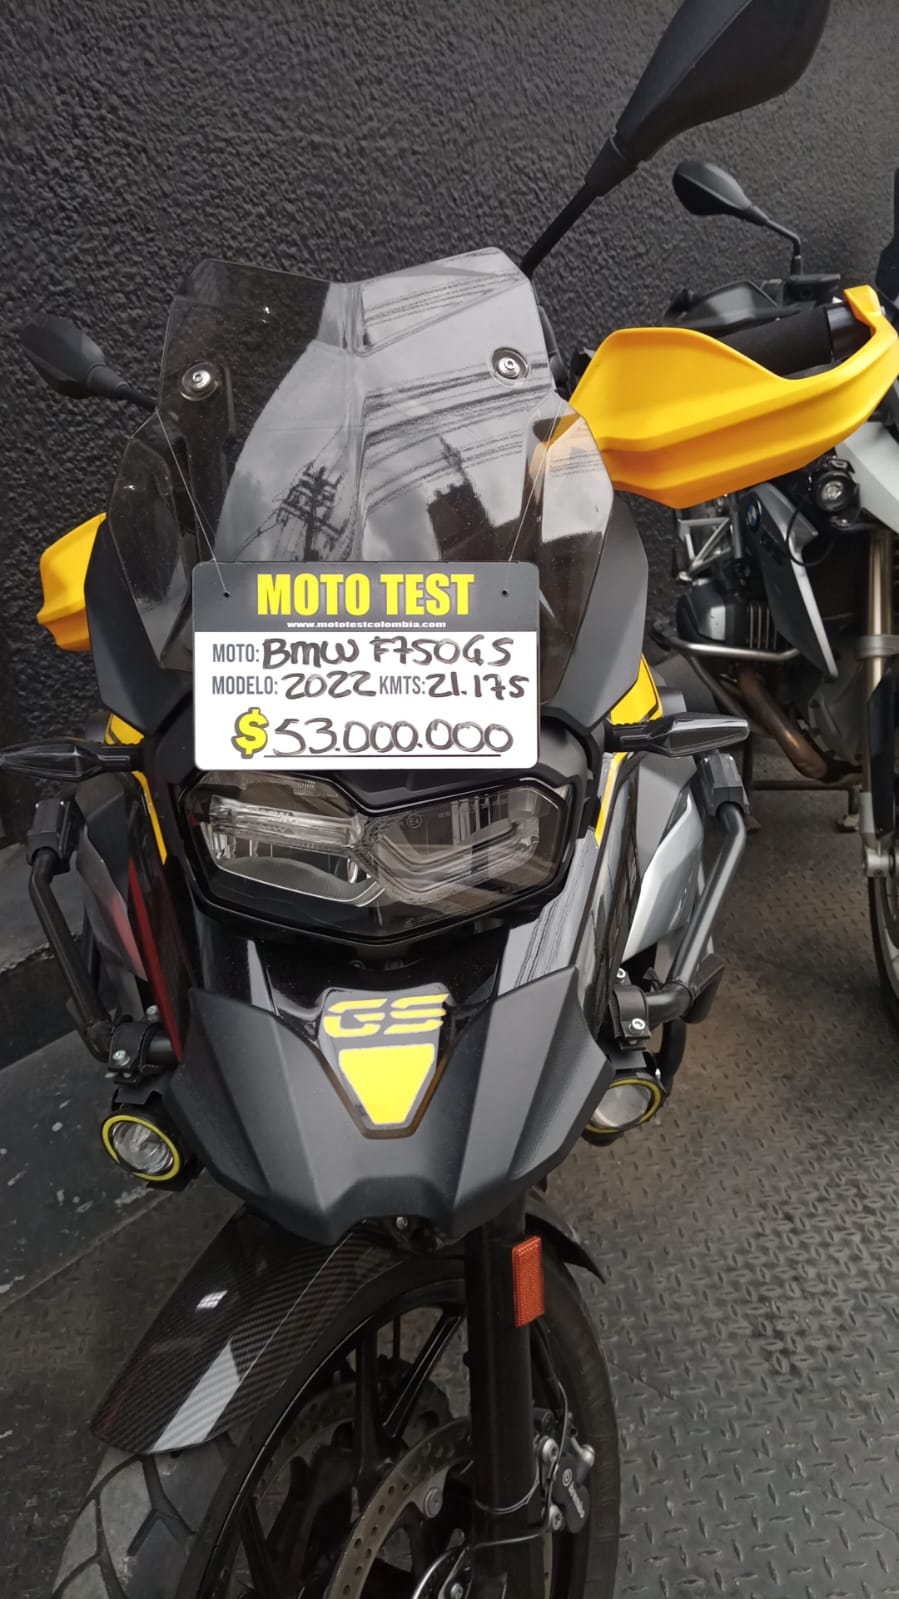 MOTO TEST
www.mototestcolombia.com
MOTO: BMW F750GS
MODELO: 2022 KMTS: 21.175
$53.000.000
GS